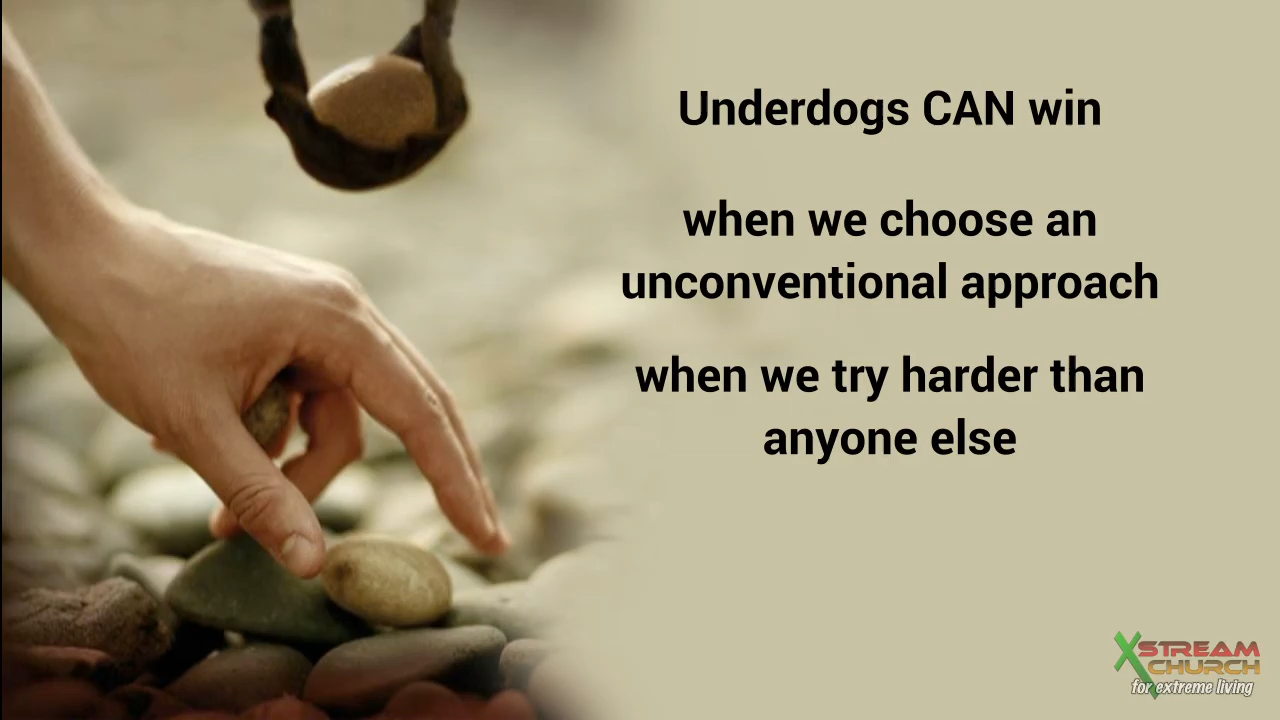 Underdogs CAN win
when we choose an
unconventional approach
when we try harder than
anyone else
XSTREAM
CHURCH
for extreme living